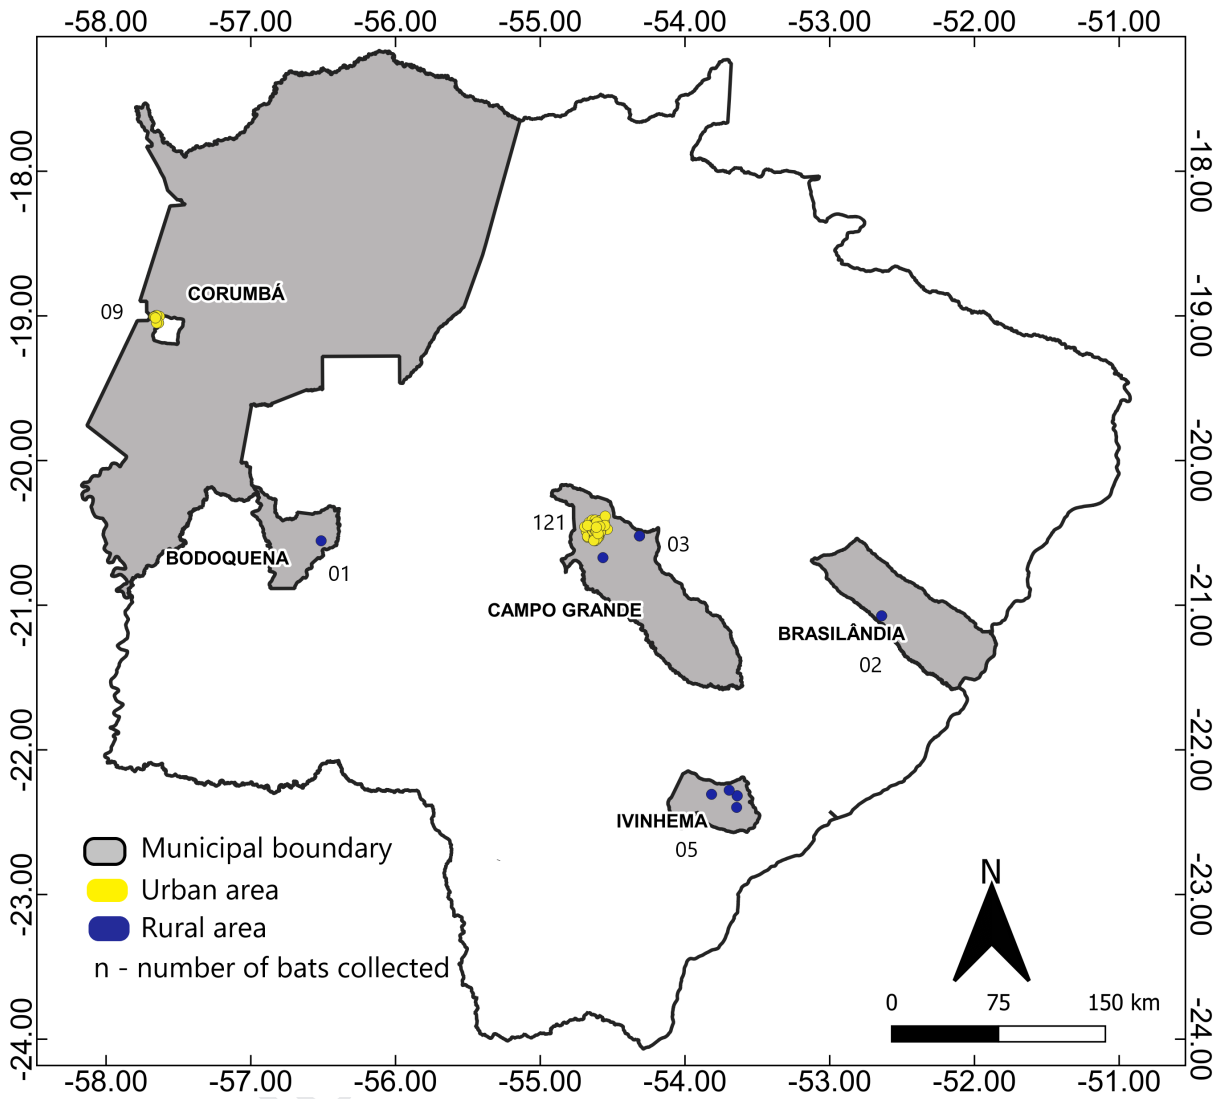 -58.00 -57.00 -56.00 -55.00 -54.00 -53.00 -52.00 -51.00
-18.00 -18.00
-19.00 -19.00
-20.00 -20.00
-21.00 -21.00
-22.00 -22.00
-23.00 -23.00
-24.00 -24.00
CORUMBÁ
09
121
03
BODOQUENA
01
CAMPO GRANDE
BRASILÂNDIA
02
IVINHEMA
05
Municipal boundary
Urban area
Rural area
n - number of bats collected
N
0 75 150 km
-58.00 -57.00 -56.00 -55.00 -54.00 -53.00 -52.00 -51.00